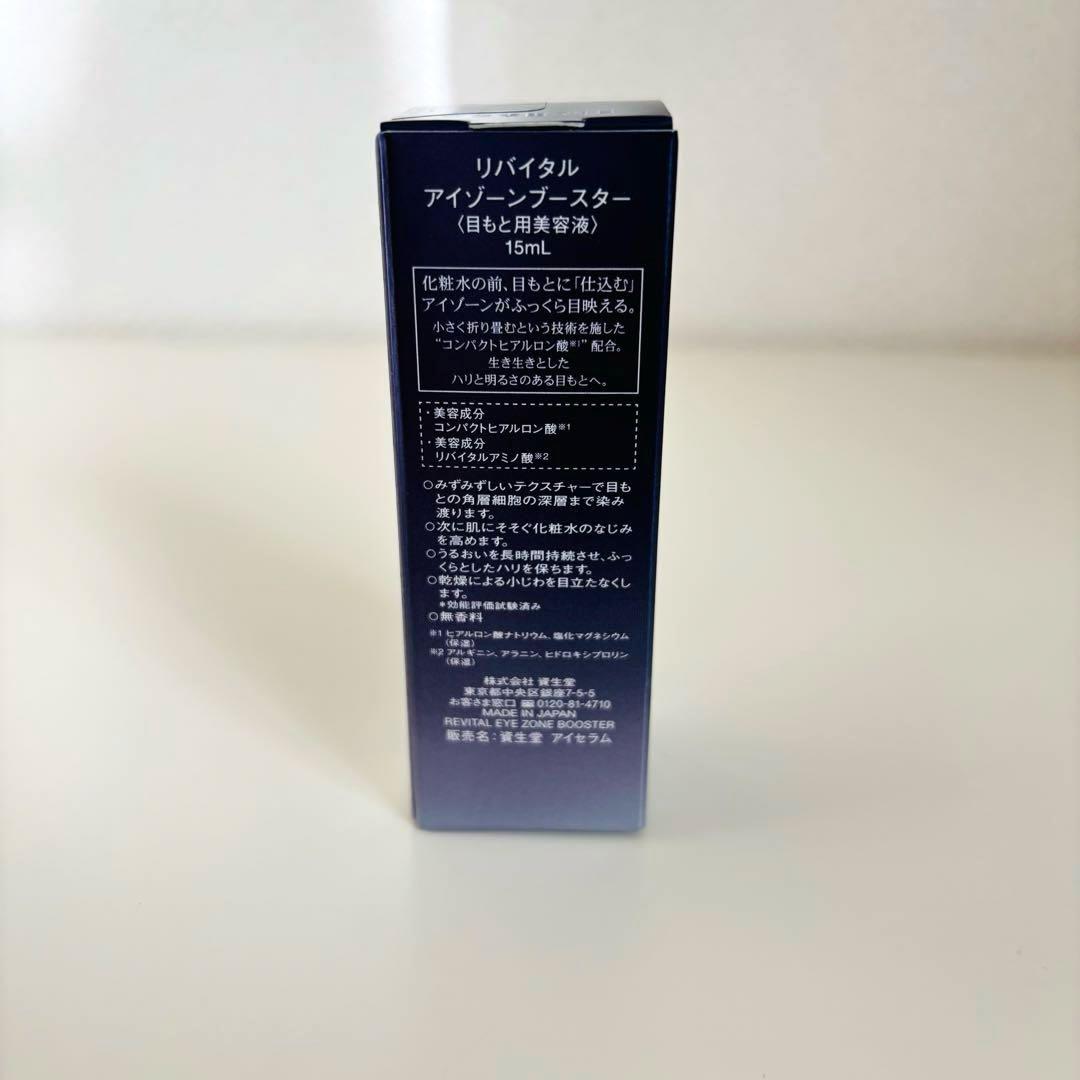 リバイタル
アイゾーンブースター
〈目もと用美容液〉
15mL
化粧水の前、目もとに「仕込む」
アイゾーンがふっくら目映える。
小さく折り畳むという技術を施した
“コンパクトヒアルロン酸※1”配合。
生き生きとした
ハリと明るさのある目もとへ。
・美容成分
コンパクトヒアルロン酸※1
・美容成分
リバイタルアミノ酸※2
○みずみずしいテクスチャーで目も
との角層細胞の深層まで染み
渡ります。
○次に肌にそそぐ化粧水のなじみ
を高めます。
○うるおいを長時間持続させ、ふっ
くらとしたハリを保ちます。
○乾燥による小じわを目立たなくし
ます。
*効能評価試験済み
○無香料
※1 ヒアルロン酸ナトリウム、塩化マグネシウム
(保湿)
※2 アルギニン、アラニン、ヒドロキシプロリン
(保湿)
株式会社 資生堂
東京都中央区銀座7-5-5
お客さま窓口 0120-81-4710
MADE IN JAPAN
REVITAL EYE ZONE BOOSTER
販売名：資生堂 アイセラム